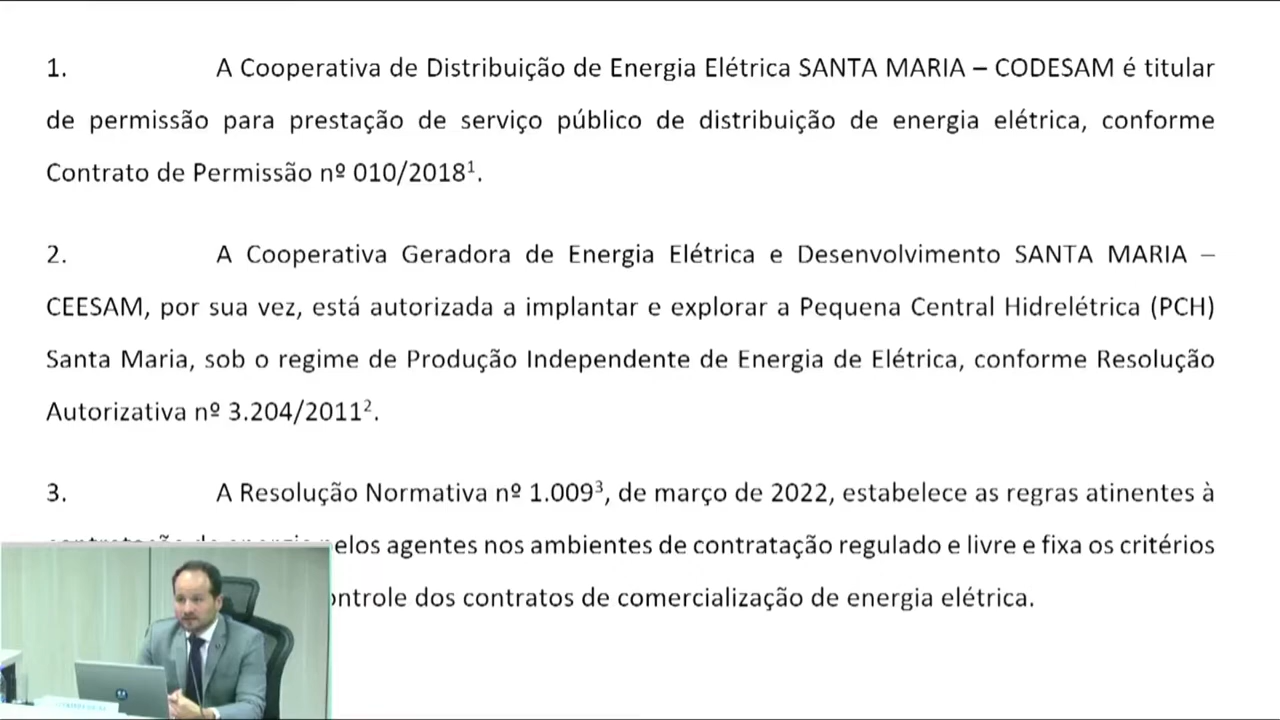 1. A Cooperativa de Distribuição de Energia Elétrica SANTA MARIA – CODESAM é titular
de permissão para prestação de serviço público de distribuição de energia elétrica, conforme
Contrato de Permissão nº 010/2018¹.
2. A Cooperativa Geradora de Energia Elétrica e Desenvolvimento SANTA MARIA –
CEESAM, por sua vez, está autorizada a implantar e explorar a Pequena Central Hidrelétrica (PCH)
Santa Maria, sob o regime de Produção Independente de Energia de Elétrica, conforme Resolução
Autorizativa nº 3.204/2011².
3. A Resolução Normativa nº 1.009³, de março de 2022, estabelece as regras atinentes à
elos agentes nos ambientes de contratação regulado e livre e fixa os critérios
ontrole dos contratos de comercialização de energia elétrica.